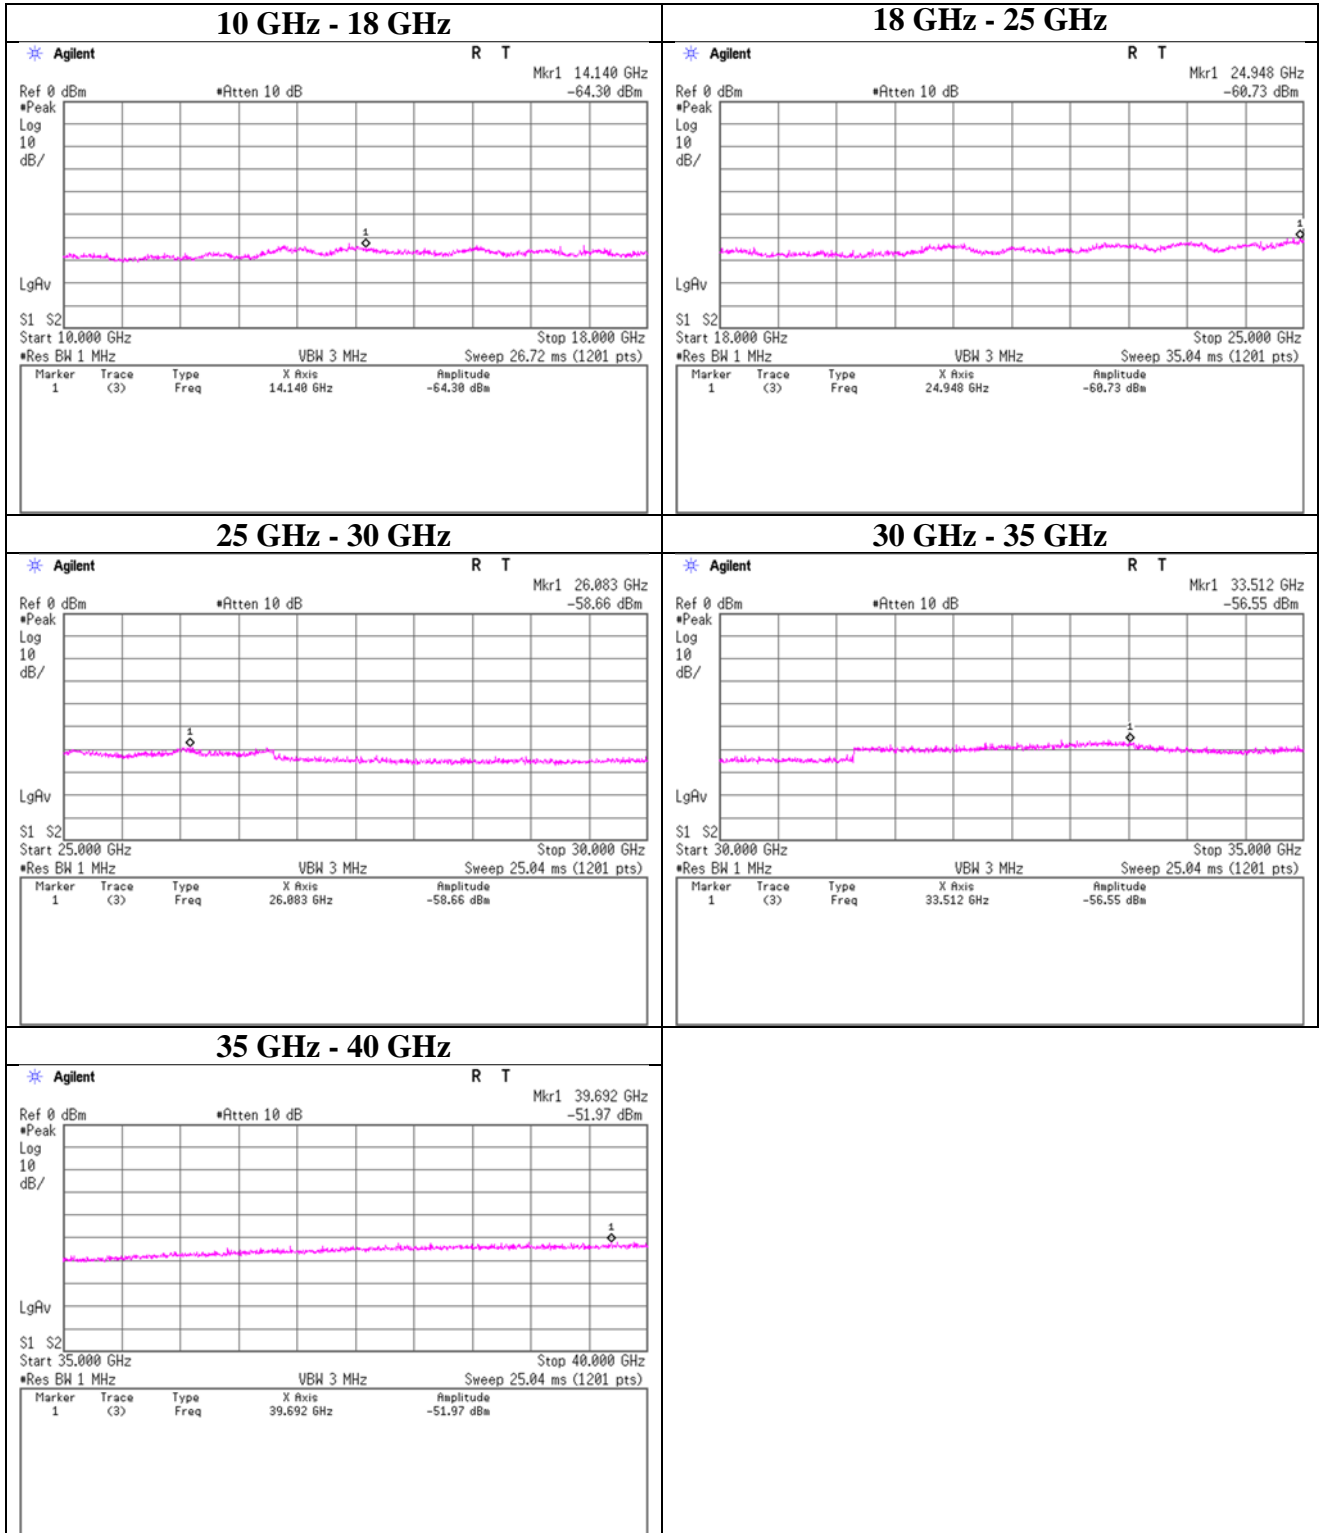 10 GHz - 18 GHz
Agilent R T
Mkr1 14.140 GHz
Ref 0 dBm #Atten 10 dB -64.30 dBm
#Peak
Log
10
dB/
1
LgAv
S1 S2
Start 10.000 GHz Stop 18.000 GHz
#Res BW 1 MHz VBW 3 MHz Sweep 26.72 ms (1201 pts)
Marker Trace Type X Axis Amplitude
1 (3) Freq 14.140 GHz -64.30 dBm
18 GHz - 25 GHz
Agilent R T
Mkr1 24.948 GHz
Ref 0 dBm #Atten 10 dB -60.73 dBm
#Peak
Log
10
dB/
1
LgAv
S1 S2
Start 18.000 GHz Stop 25.000 GHz
#Res BW 1 MHz VBW 3 MHz Sweep 35.04 ms (1201 pts)
Marker Trace Type X Axis Amplitude
1 (3) Freq 24.948 GHz -60.73 dBm
25 GHz - 30 GHz
Agilent R T
Mkr1 26.083 GHz
Ref 0 dBm #Atten 10 dB -58.66 dBm
#Peak
Log
10
dB/
1
LgAv
S1 S2
Start 25.000 GHz Stop 30.000 GHz
#Res BW 1 MHz VBW 3 MHz Sweep 25.04 ms (1201 pts)
Marker Trace Type X Axis Amplitude
1 (3) Freq 26.083 GHz -58.66 dBm
30 GHz - 35 GHz
Agilent R T
Mkr1 33.512 GHz
Ref 0 dBm #Atten 10 dB -56.55 dBm
#Peak
Log
10
dB/
1
LgAv
S1 S2
Start 30.000 GHz Stop 35.000 GHz
#Res BW 1 MHz VBW 3 MHz Sweep 25.04 ms (1201 pts)
Marker Trace Type X Axis Amplitude
1 (3) Freq 33.512 GHz -56.55 dBm
35 GHz - 40 GHz
Agilent R T
Mkr1 39.692 GHz
Ref 0 dBm #Atten 10 dB -51.97 dBm
#Peak
Log
10
dB/
1
LgAv
S1 S2
Start 35.000 GHz Stop 40.000 GHz
#Res BW 1 MHz VBW 3 MHz Sweep 25.04 ms (1201 pts)
Marker Trace Type X Axis Amplitude
1 (3) Freq 39.692 GHz -51.97 dBm